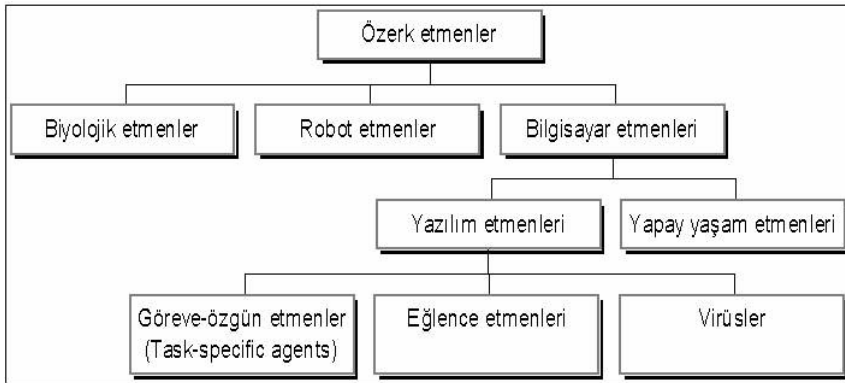 Özerk etmenler
Biyolojik etmenler
Robot etmenler
Bilgisayar etmenleri
Yazılım etmenleri
Yapay yaşam etmenleri
Göreve-özgün etmenler
(Task-specific agents)
Eğlence etmenleri
Virüsler